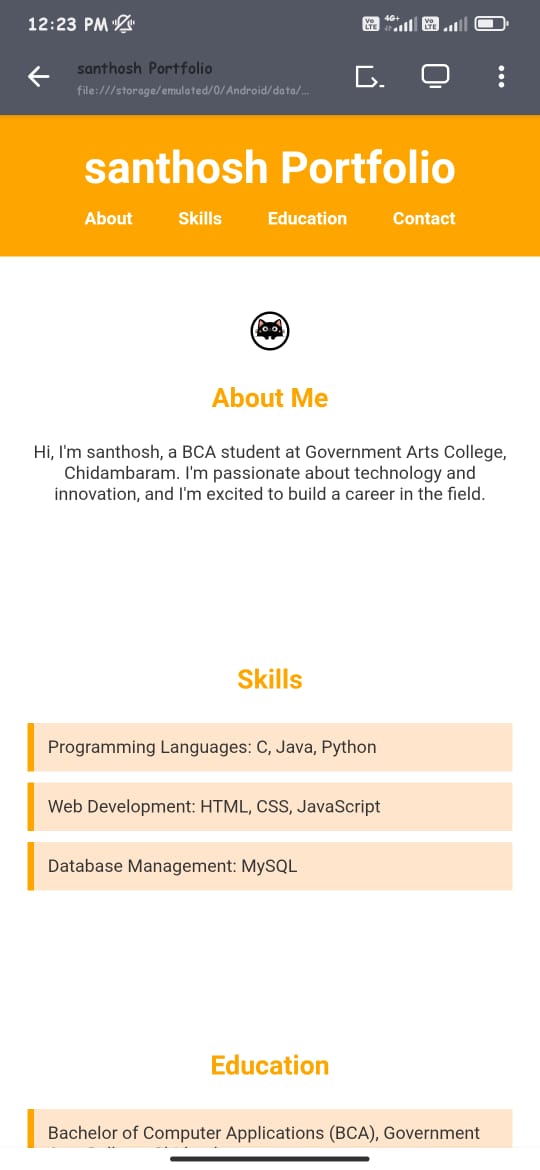 12:23 PM
Vo LTE 4G+ Vo LTE
santhosh Portfolio
file:///storage/emulated/0/Android/data/...
santhosh Portfolio
About Skills Education Contact
About Me
Hi, I'm santhosh, a BCA student at Government Arts College,
Chidambaram. I'm passionate about technology and
innovation, and I'm excited to build a career in the field.
Skills
Programming Languages: C, Java, Python
Web Development: HTML, CSS, JavaScript
Database Management: MySQL
Education
Bachelor of Computer Applications (BCA), Government